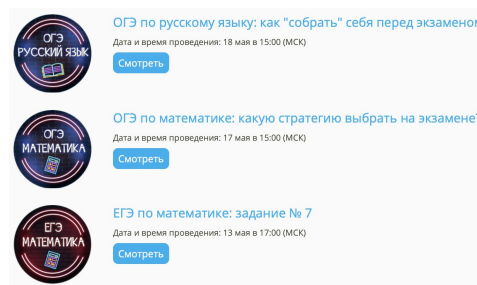 ОГЭ
РУССКИЙ ЯЗЫК
ОГЭ по русскому языку: как "собрать" себя перед экзаменом
Дата и время проведения: 18 мая в 15:00 (МСК)
Смотреть
ОГЭ
МАТЕМАТИКА
ОГЭ по математике: какую стратегию выбрать на экзамене?
Дата и время проведения: 17 мая в 15:00 (МСК)
Смотреть
ЕГЭ
МАТЕМАТИКА
ЕГЭ по математике: задание № 7
Дата и время проведения: 13 мая в 17:00 (МСК)
Смотреть